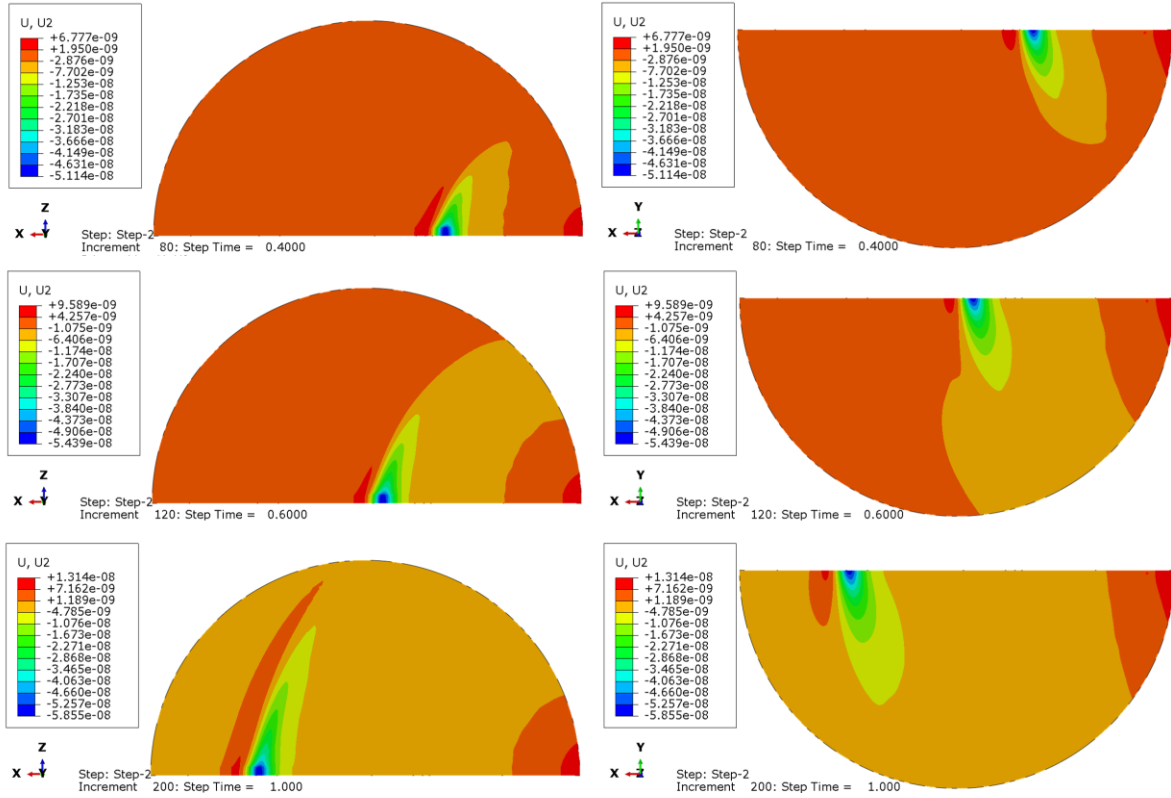 U, U2
+6.777e-09
+1.950e-09
-2.876e-09
-7.702e-09
-1.253e-08
-1.735e-08
-2.218e-08
-2.701e-08
-3.183e-08
-3.666e-08
-4.149e-08
-4.631e-08
-5.114e-08
Z
X Y
Step: Step-2
Increment 80: Step Time = 0.4000
U, U2
+6.777e-09
+1.950e-09
-2.876e-09
-7.702e-09
-1.253e-08
-1.735e-08
-2.218e-08
-2.701e-08
-3.183e-08
-3.666e-08
-4.149e-08
-4.631e-08
-5.114e-08
Y
X Z
Step: Step-2
Increment 80: Step Time = 0.4000
U, U2
+9.589e-09
+4.257e-09
-1.075e-09
-6.406e-09
-1.174e-08
-1.707e-08
-2.240e-08
-2.773e-08
-3.307e-08
-3.840e-08
-4.373e-08
-4.906e-08
-5.439e-08
Z
X Y
Step: Step-2
Increment 120: Step Time = 0.6000
U, U2
+9.589e-09
+4.257e-09
-1.075e-09
-6.406e-09
-1.174e-08
-1.707e-08
-2.240e-08
-2.773e-08
-3.307e-08
-3.840e-08
-4.373e-08
-4.906e-08
-5.439e-08
Y
X Z
Step: Step-2
Increment 120: Step Time = 0.6000
U, U2
+1.314e-08
+7.162e-09
+1.189e-09
-4.785e-09
-1.076e-08
-1.673e-08
-2.271e-08
-2.868e-08
-3.465e-08
-4.062e-08
-4.660e-08
-5.257e-08
-5.855e-08
Z
X Y
Step: Step-2
Increment 200: Step Time = 1.000
U, U2
+1.314e-08
+7.162e-09
+1.189e-09
-4.785e-09
-1.076e-08
-1.673e-08
-2.271e-08
-2.868e-08
-3.465e-08
-4.062e-08
-4.660e-08
-5.257e-08
-5.855e-08
Y
X Z
Step: Step-2
Increment 200: Step Time = 1.000